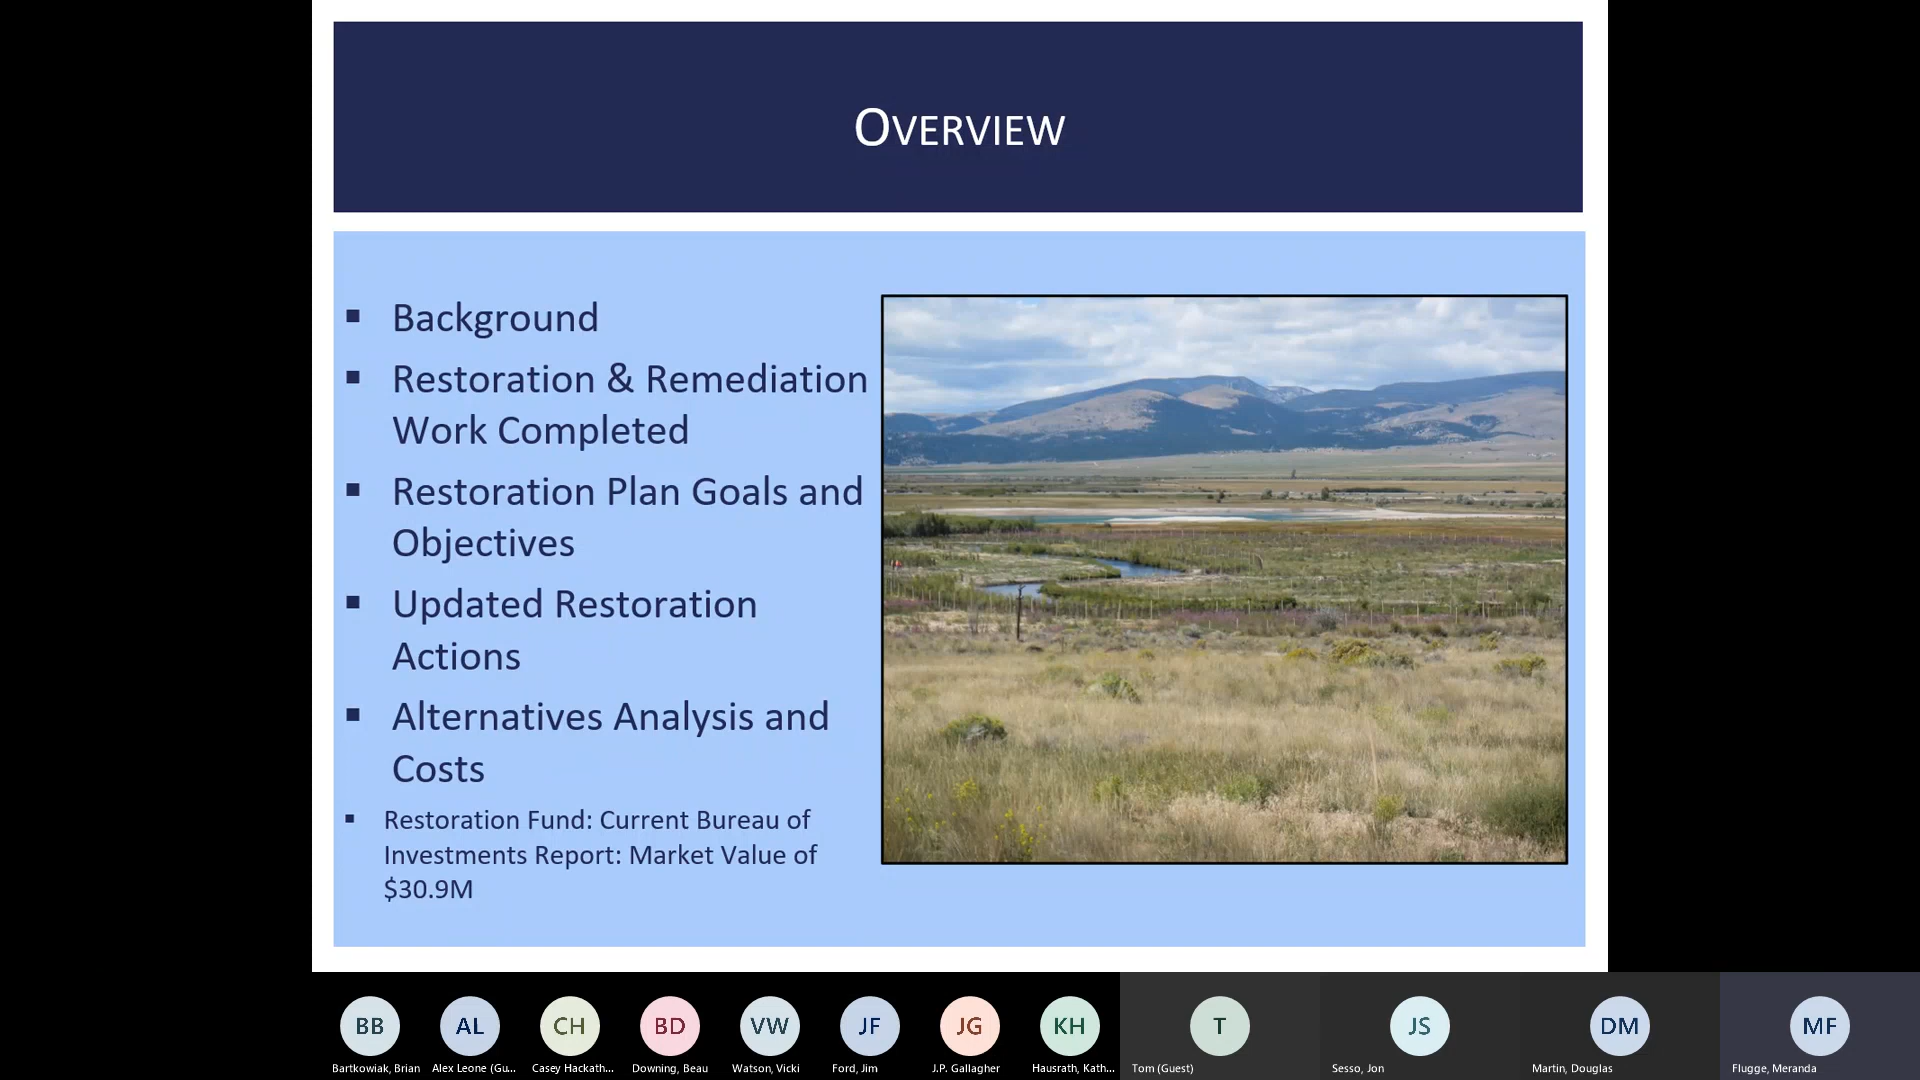 OVERVIEW
▪ Background
▪ Restoration & Remediation
Work Completed
▪ Restoration Plan Goals and
Objectives
▪ Updated Restoration
Actions
▪ Alternatives Analysis and
Costs
▪ Restoration Fund: Current Bureau of
Investments Report: Market Value of
$30.9M
BB AL CH BD VW JF JG KH T JS DM MF
Bartkowiak, Brian Alex Leone (Gu... Casey Hackath... Downing, Beau Watson, Vicki Ford, Jim J.P. Gallagher Hausrath, Kath... Tom (Guest) Sesso, Jon Martin, Douglas Flugge, Meranda